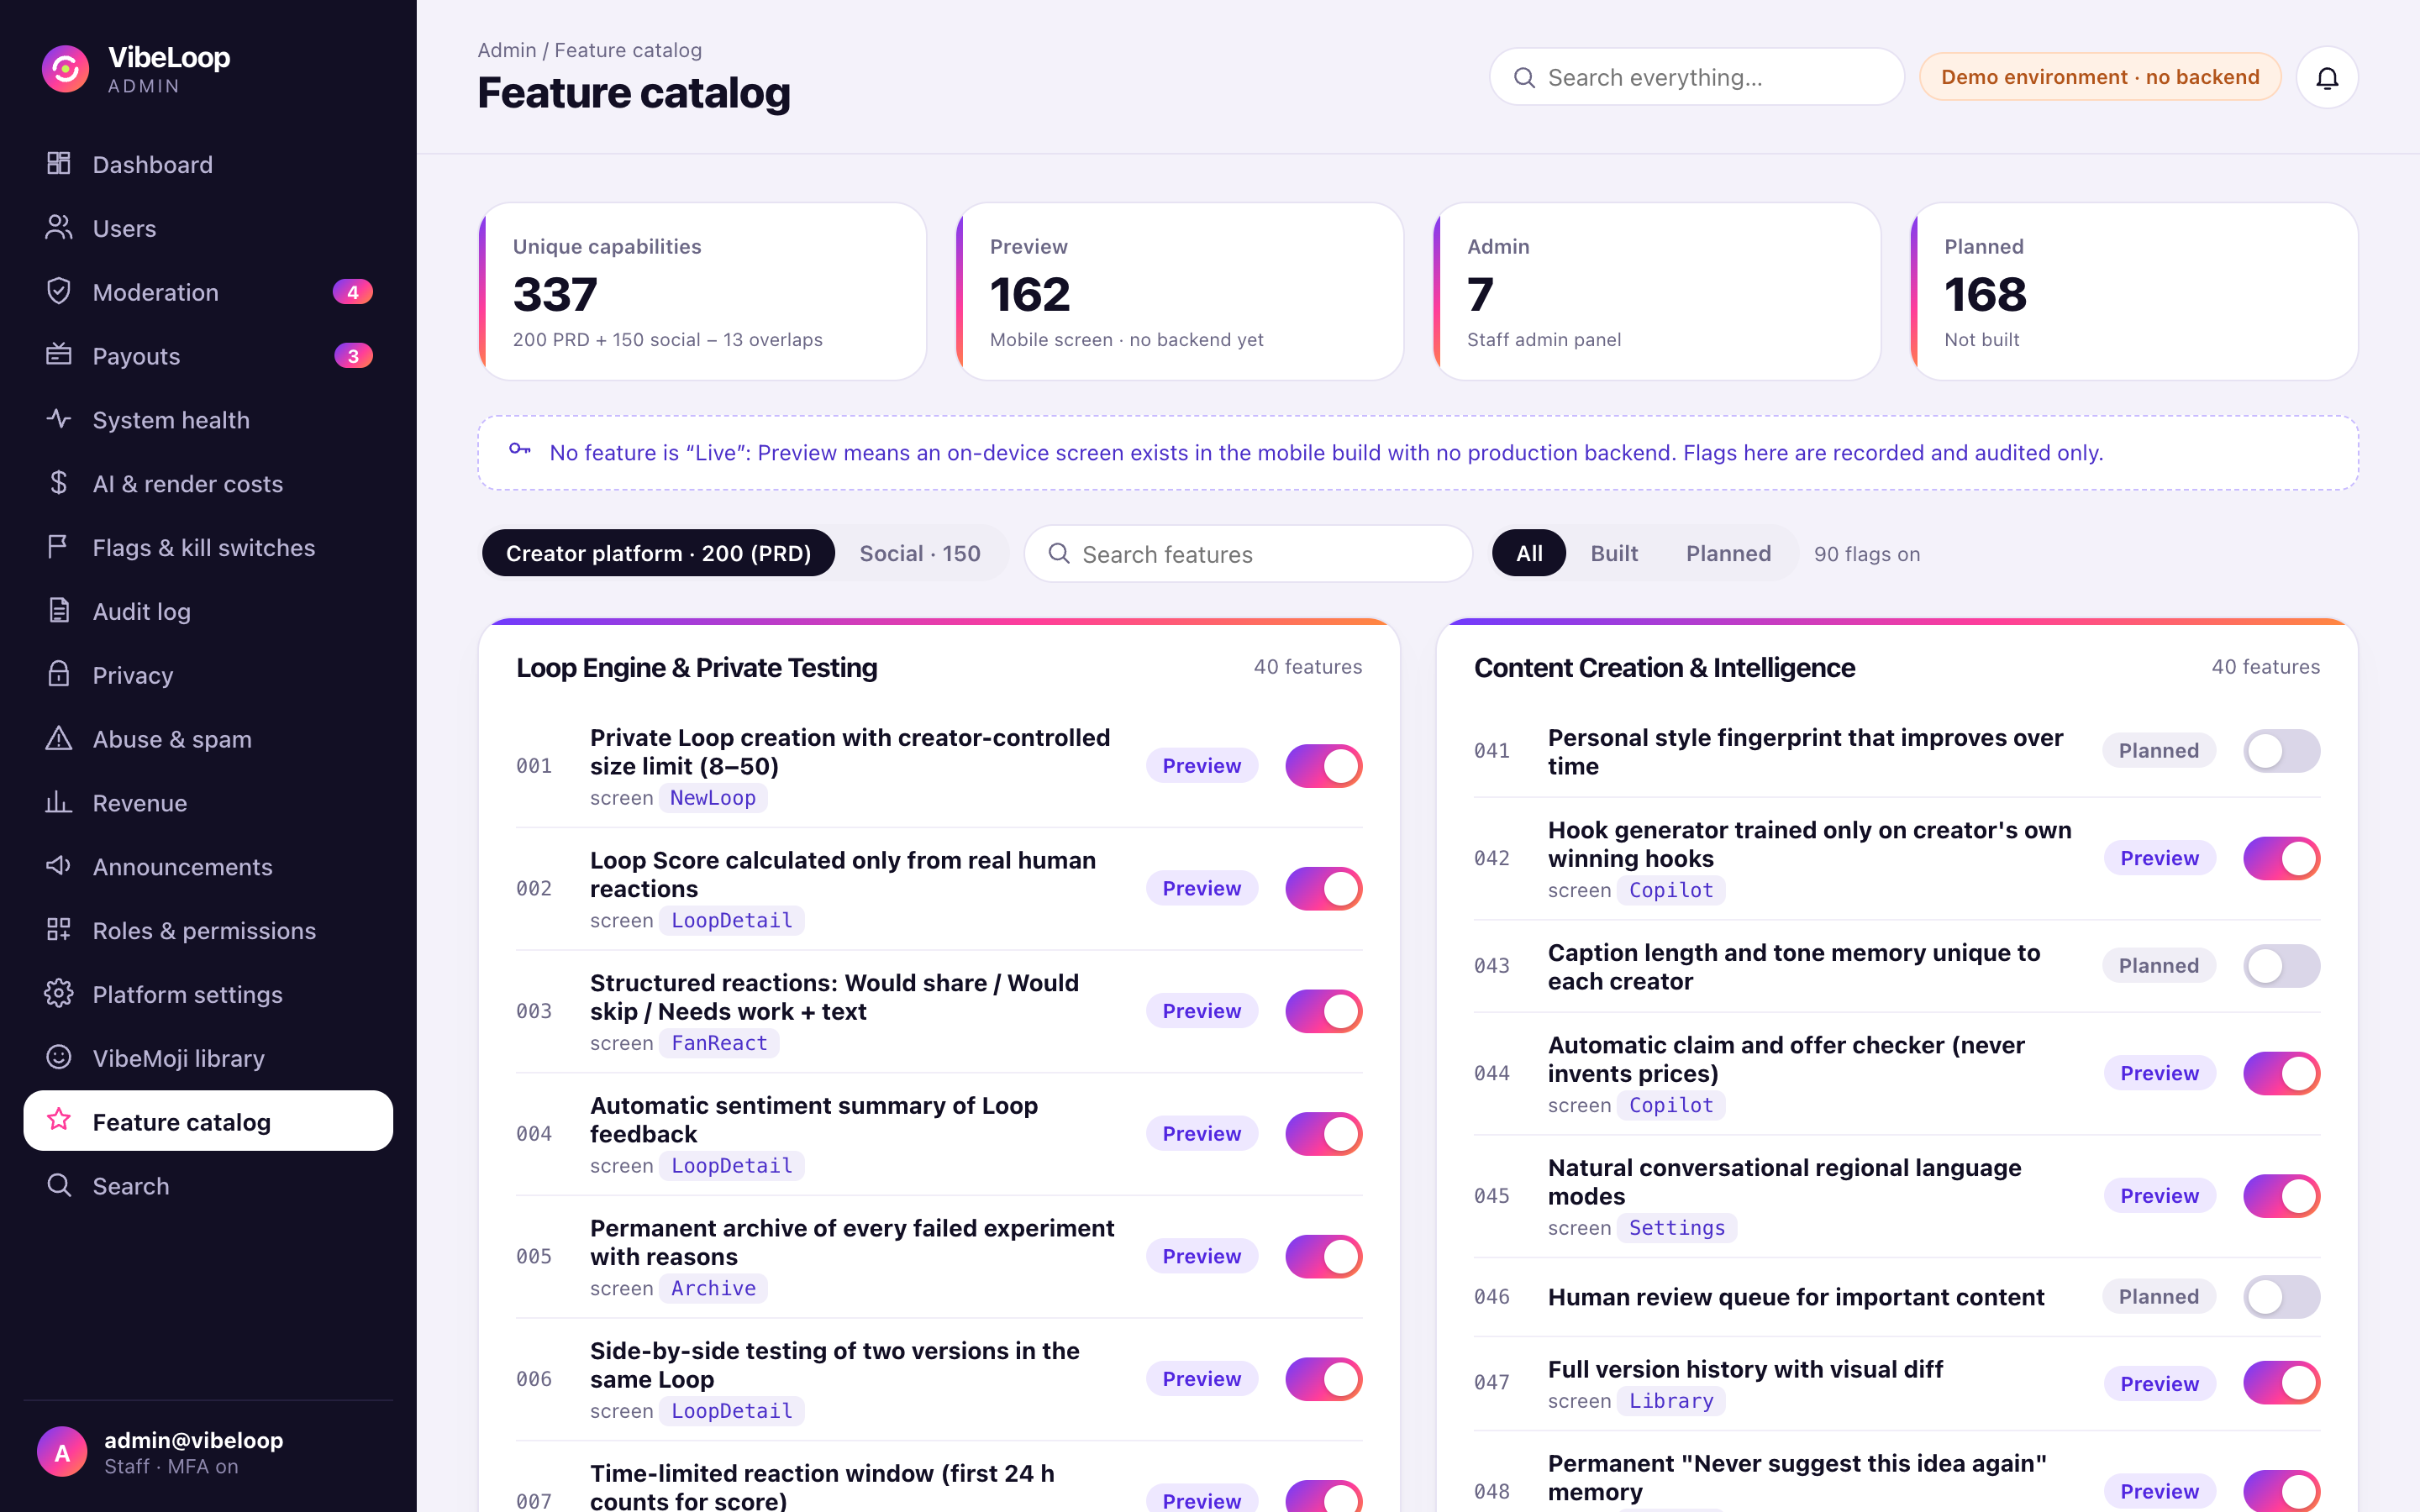 VibeLoop
ADMIN
Dashboard
Users
Moderation 4
Payouts 3
System health
AI & render costs
Flags & kill switches
Audit log
Privacy
Abuse & spam
Revenue
Announcements
Roles & permissions
Platform settings
VibeMoji library
Feature catalog
Search
A
admin@vibeloop
Staff · MFA on
Admin / Feature catalog
Feature catalog
Search everything...
Demo environment · no backend
Unique capabilities
337
200 PRD + 150 social – 13 overlaps
Preview
162
Mobile screen · no backend yet
Admin
7
Staff admin panel
Planned
168
Not built
No feature is “Live”: Preview means an on-device screen exists in the mobile build with no production backend. Flags here are recorded and audited only.
Creator platform · 200 (PRD) Social · 150
Search features
All Built Planned 90 flags on
Loop Engine & Private Testing 40 features
001
Private Loop creation with creator-controlled
size limit (8–50)
screen NewLoop
Preview
002
Loop Score calculated only from real human
reactions
screen LoopDetail
Preview
003
Structured reactions: Would share / Would
skip / Needs work + text
screen FanReact
Preview
004
Automatic sentiment summary of Loop
feedback
screen LoopDetail
Preview
005
Permanent archive of every failed experiment
with reasons
screen Archive
Preview
006
Side-by-side testing of two versions in the
same Loop
screen LoopDetail
Preview
007
Time-limited reaction window (first 24 h
counts for score)
Preview
Content Creation & Intelligence 40 features
041
Personal style fingerprint that improves over
time
Planned
042
Hook generator trained only on creator's own
winning hooks
screen Copilot
Preview
043
Caption length and tone memory unique to
each creator
Planned
044
Automatic claim and offer checker (never
invents prices)
screen Copilot
Preview
045
Natural conversational regional language
modes
screen Settings
Preview
046
Human review queue for important content
Planned
047
Full version history with visual diff
screen Library
Preview
048
Permanent "Never suggest this idea again"
memory
Preview